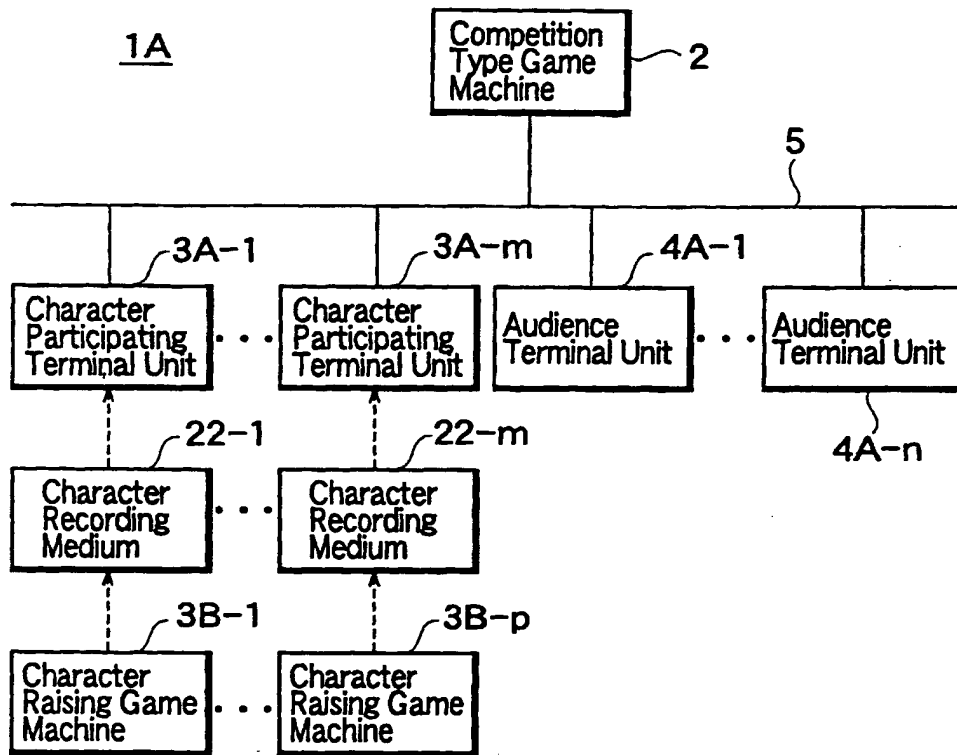 1A
Competition
Type Game
Machine
2
5
3A-1
3A-m
4A-1
Character
Participating
Terminal Unit
Character
Participating
Terminal Unit
Audience
Terminal Unit
Audience
Terminal Unit
4A-n
22-1
22-m
Character
Recording
Medium
Character
Recording
Medium
3B-1
3B-p
Character
Raising Game
Machine
Character
Raising Game
Machine